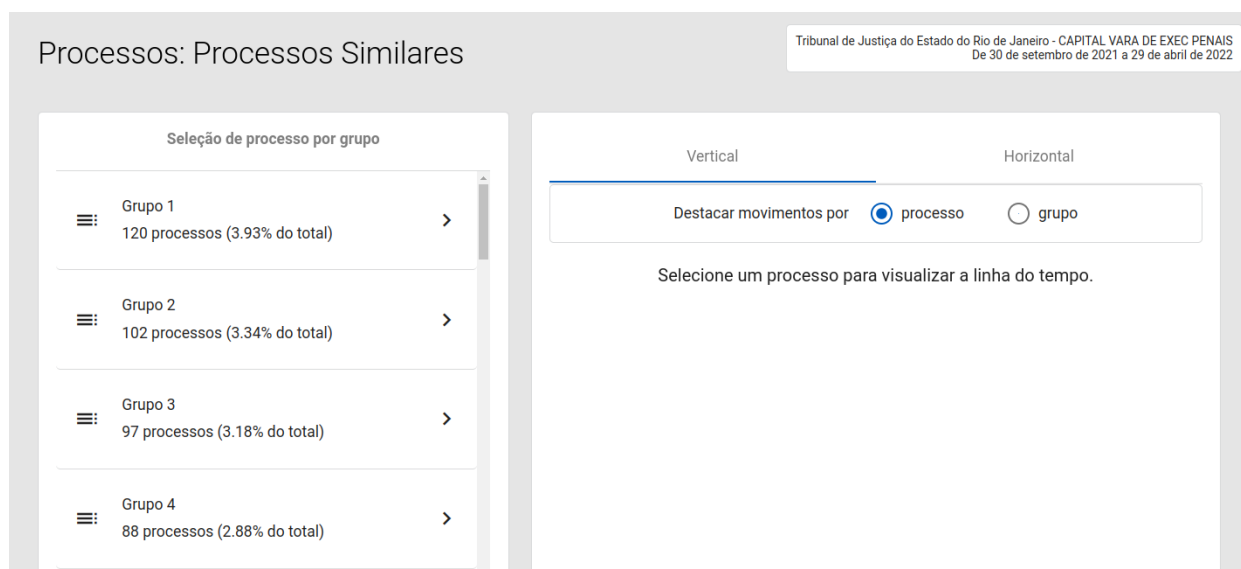 Processos: Processos Similares
Tribunal de Justiça do Estado do Rio de Janeiro - CAPITAL VARA DE EXEC PENAIS
De 30 de setembro de 2021 a 29 de abril de 2022
Seleção de processo por grupo
Grupo 1
120 processos (3.93% do total)
Grupo 2
102 processos (3.34% do total)
Grupo 3
97 processos (3.18% do total)
Grupo 4
88 processos (2.88% do total)
Vertical
Horizontal
Destacar movimentos por processo grupo
Selecione um processo para visualizar a linha do tempo.